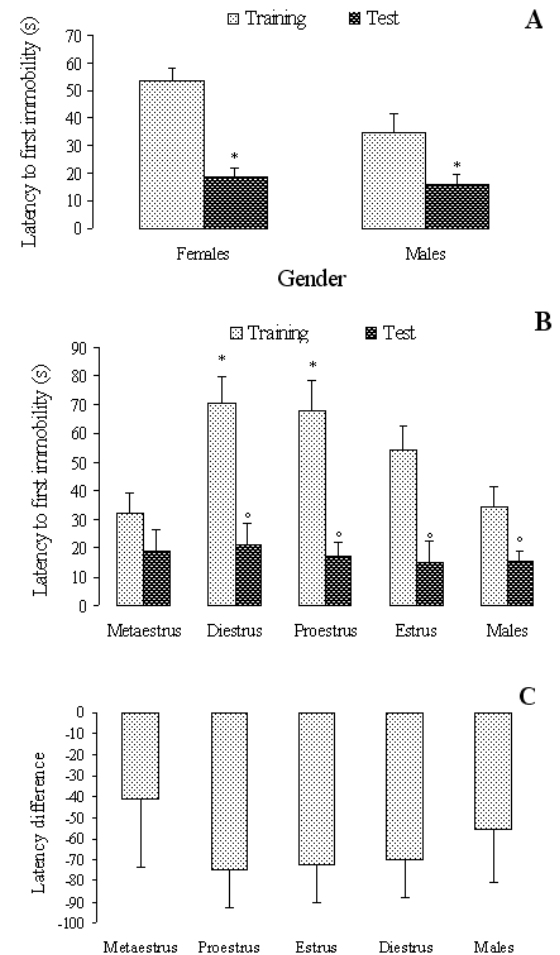 A
Training Test
Latency to first immobility (s)
70
60
50
40
30
20
10
0
*
*
Females Males
Gender
B
Training Test
Latency to first immobility (s)
90
80
70
60
50
40
30
20
10
0
* *
° ° ° °
Metaestrus Diestrus Proestrus Estrus Males
C
Latency difference
0
-10
-20
-30
-40
-50
-60
-70
-80
-90
-100
Metaestrus Proestrus Estrus Diestrus Males